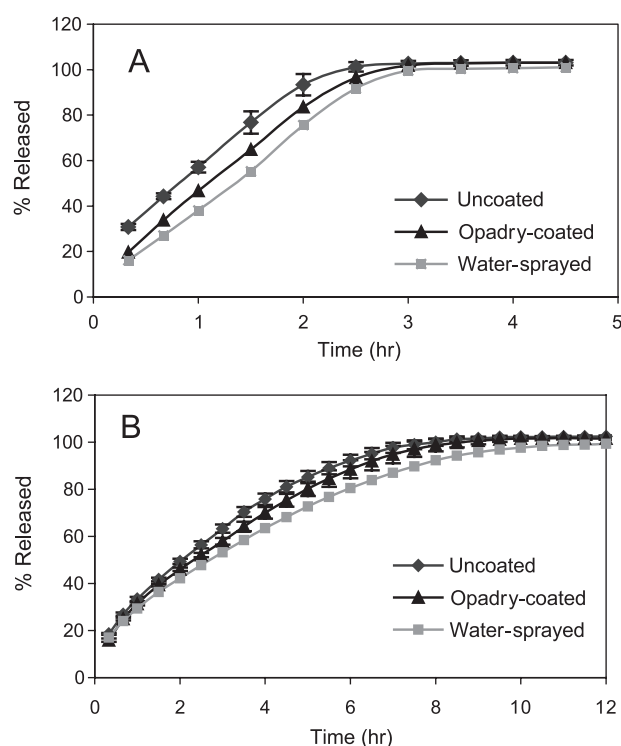 120
A
100
80
60
40
20
0
% Released
Uncoated
Opadry-coated
Water-sprayed
0 1 2 3 4 5
Time (hr)
120
B
100
80
60
40
20
0
% Released
Uncoated
Opadry-coated
Water-sprayed
0 2 4 6 8 10 12
Time (hr)